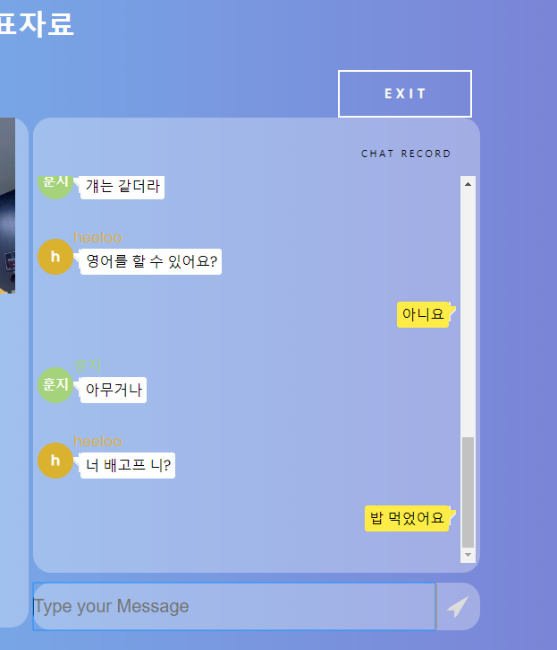 표자료
EXIT
CHAT RECORD
훈지
걔는 같더라
heeloo
h
영어를 할 수 있어요?
아니요
훈지
훈지
아무거나
heeloo
h
너 배고프 니?
밥 먹었어요
Type your Message